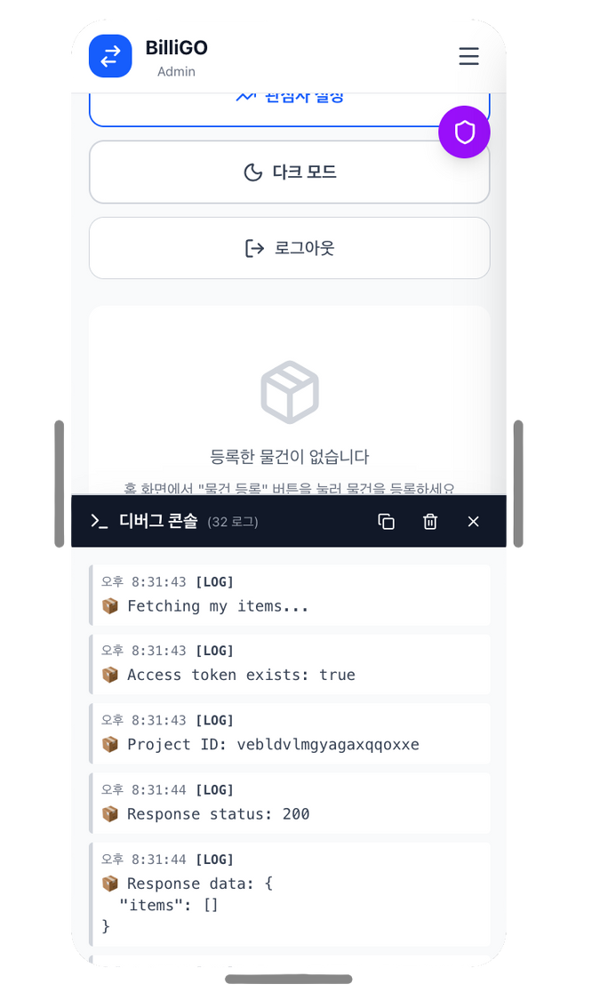 BilliGO
Admin
관심사 설정
다크 모드
로그아웃
등록한 물건이 없습니다
홈 화면에서 "물건 등록" 버튼을 눌러 물건을 등록하세요
디버그 콘솔 (32 로그)
오후 8:31:43 [LOG]
📦 Fetching my items...
오후 8:31:43 [LOG]
📦 Access token exists: true
오후 8:31:43 [LOG]
📦 Project ID: vebldvlmgyagaxqqoxxe
오후 8:31:44 [LOG]
📦 Response status: 200
오후 8:31:44 [LOG]
📦 Response data: {
"items": []
}